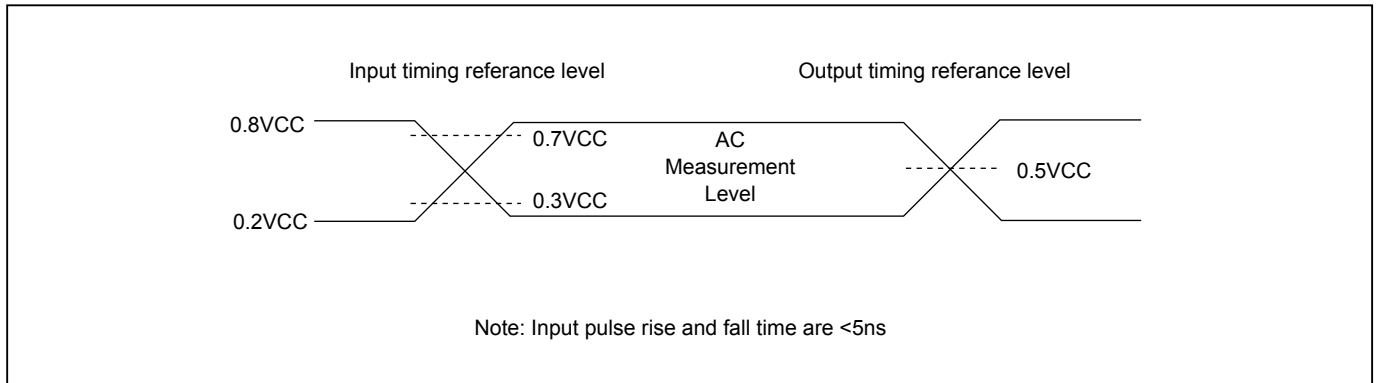 Input timing referance level
Output timing referance level
0.8VCC
0.7VCC
AC
Measurement
Level
0.5VCC
0.3VCC
0.2VCC
Note: Input pulse rise and fall time are <5ns